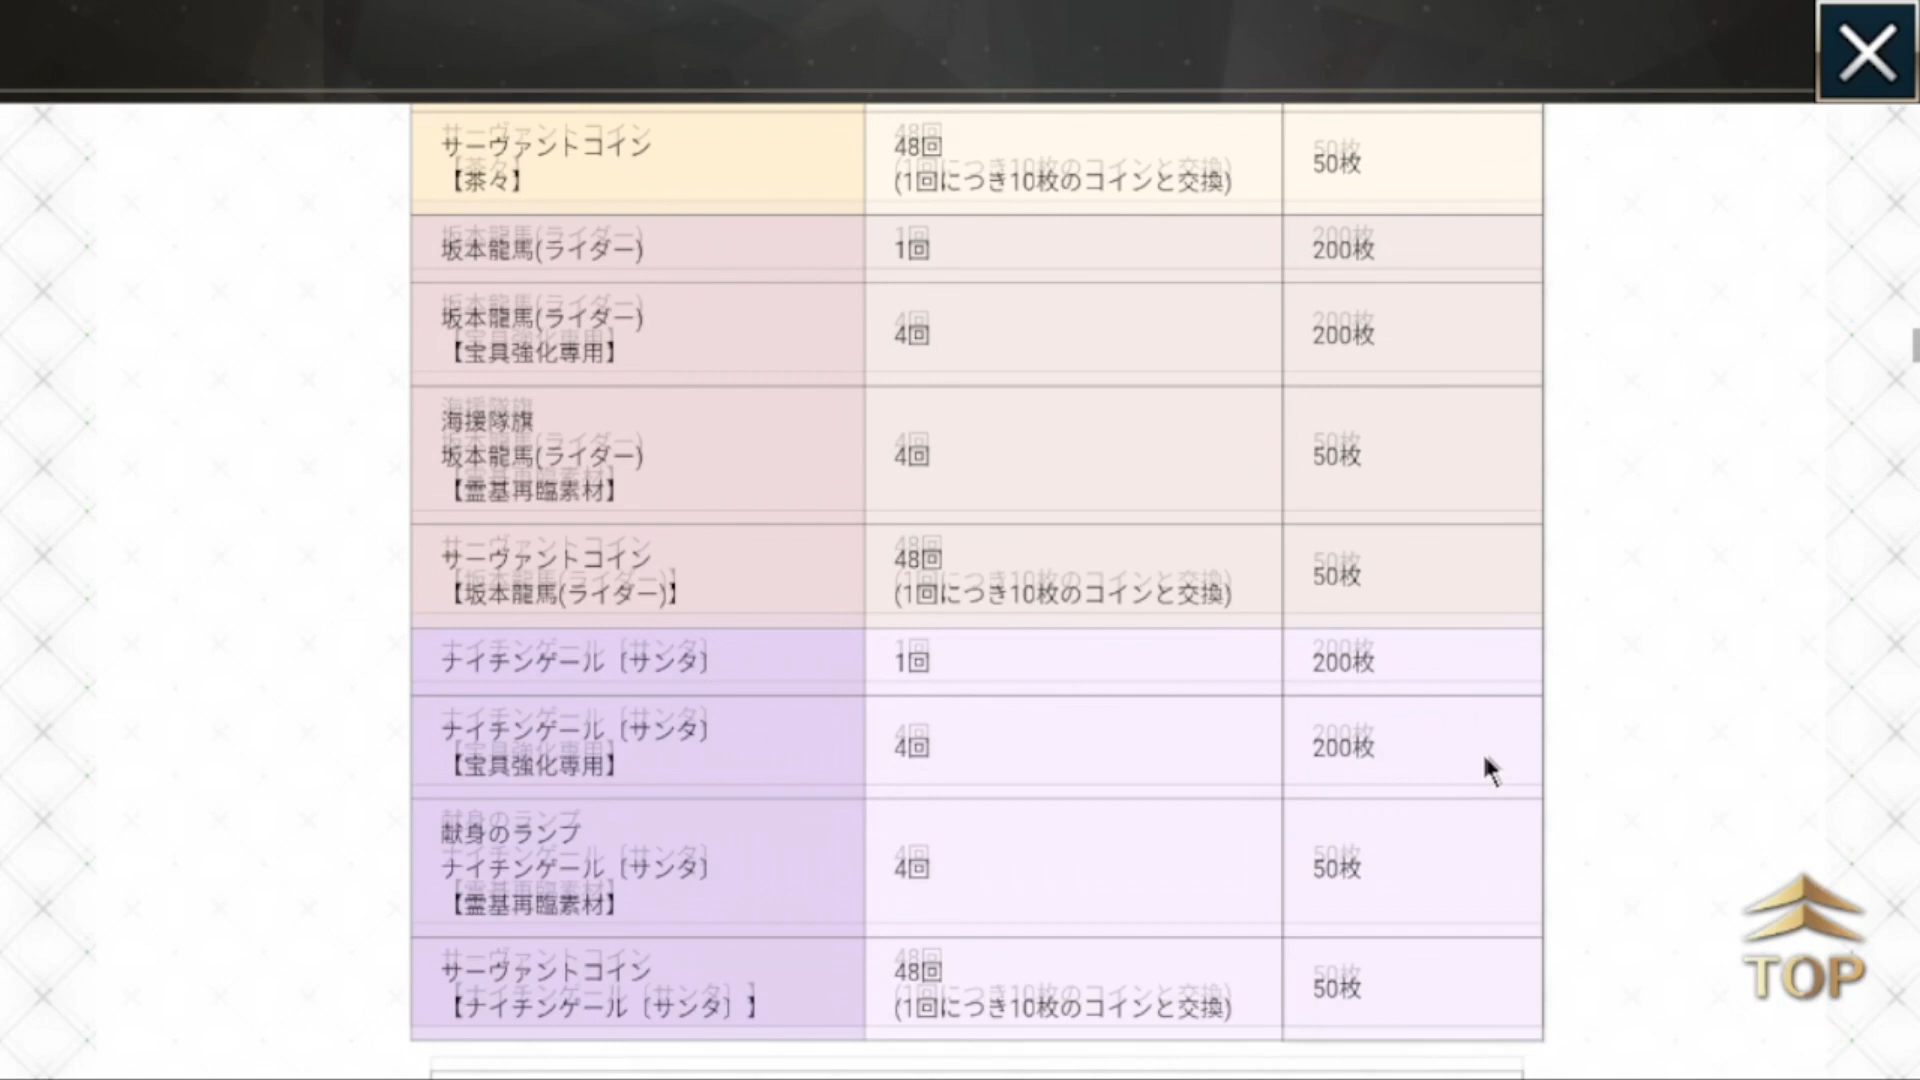 サーヴァントコイン
【茶々】
48回
(1回につき10枚のコインと交換)
50枚
坂本龍馬(ライダー)
1回
200枚
坂本龍馬(ライダー)
【宝具強化専用】
4回
200枚
海援隊旗
坂本龍馬(ライダー)
【霊基再臨素材】
4回
50枚
サーヴァントコイン
【坂本龍馬(ライダー)】
48回
(1回につき10枚のコインと交換)
50枚
ナイチンゲール〔サンタ〕
1回
200枚
ナイチンゲール〔サンタ〕
【宝具強化専用】
4回
200枚
献身のランプ
ナイチンゲール〔サンタ〕
【霊基再臨素材】
4回
50枚
サーヴァントコイン
【ナイチンゲール〔サンタ〕】
48回
(1回につき10枚のコインと交換)
50枚
TOP